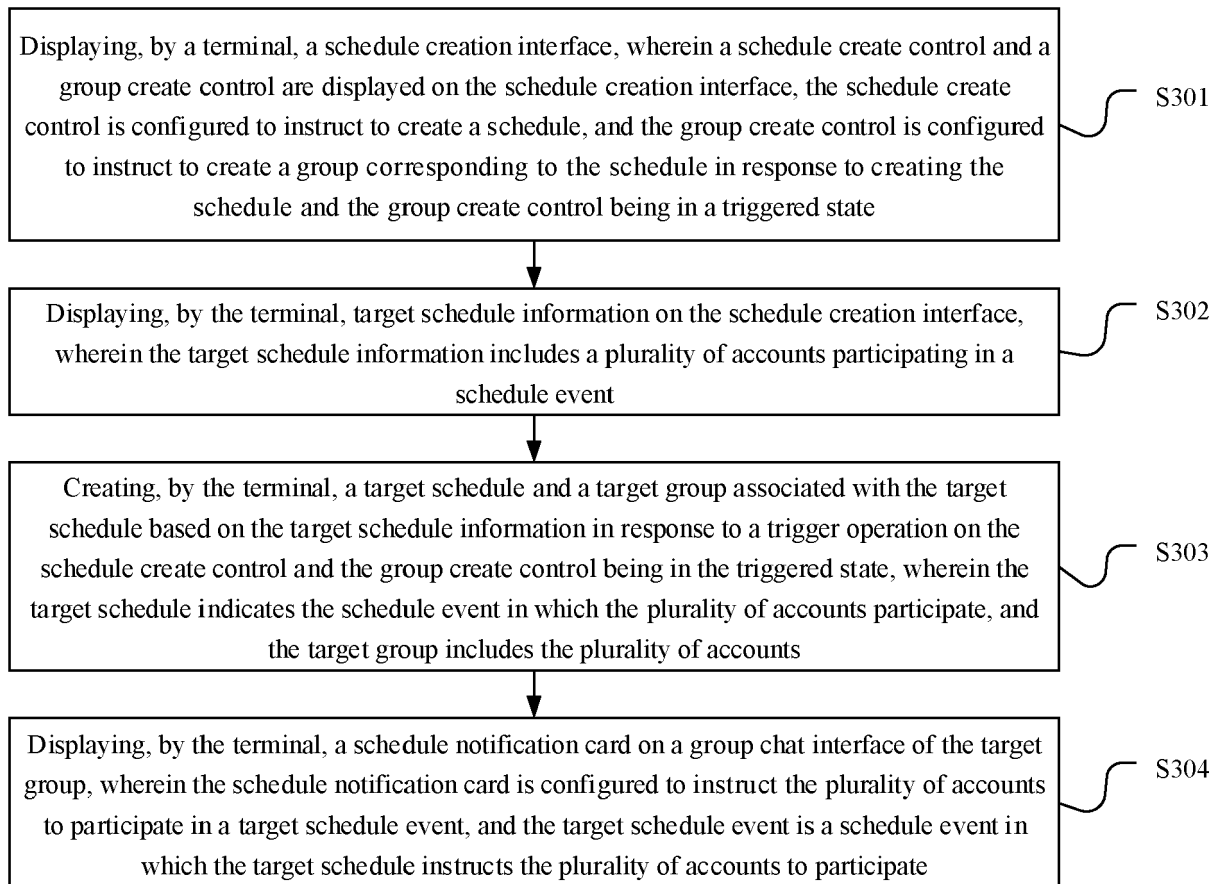 Displaying, by a terminal, a schedule creation interface, wherein a schedule create control and a
group create control are displayed on the schedule creation interface, the schedule create
control is configured to instruct to create a schedule, and the group create control is configured
to instruct to create a group corresponding to the schedule in response to creating the
schedule and the group create control being in a triggered state
S301
Displaying, by the terminal, target schedule information on the schedule creation interface,
wherein the target schedule information includes a plurality of accounts participating in a
schedule event
S302
Creating, by the terminal, a target schedule and a target group associated with the target
schedule based on the target schedule information in response to a trigger operation on the
schedule create control and the group create control being in the triggered state, wherein the
target schedule indicates the schedule event in which the plurality of accounts participate, and
the target group includes the plurality of accounts
S303
Displaying, by the terminal, a schedule notification card on a group chat interface of the target
group, wherein the schedule notification card is configured to instruct the plurality of accounts
to participate in a target schedule event, and the target schedule event is a schedule event in
which the target schedule instructs the plurality of accounts to participate
S304